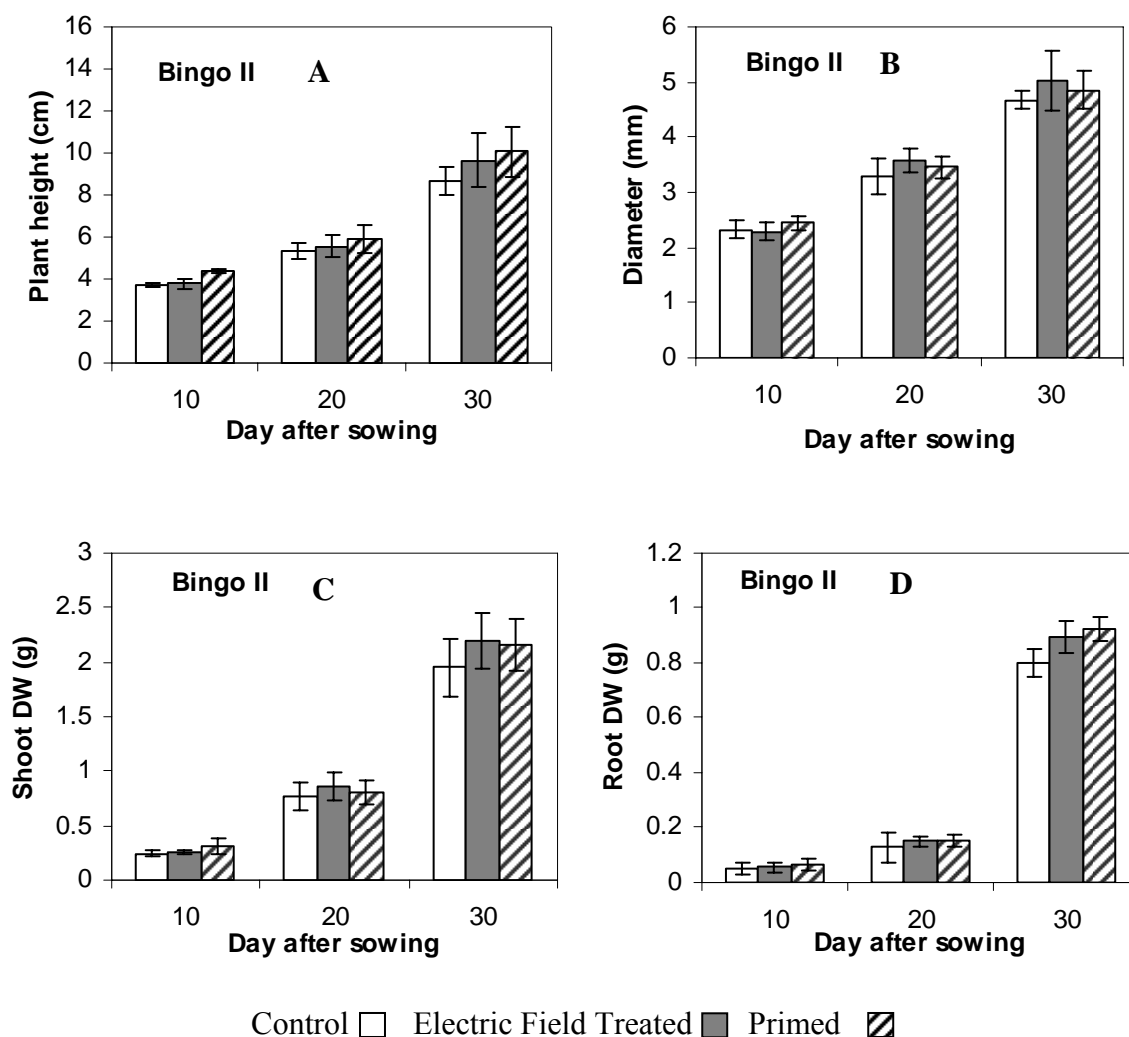 Bingo II A
Plant height (cm)
16
14
12
10
8
6
4
2
0
10 20 30
Day after sowing
Bingo II B
Diameter (mm)
6
5
4
3
2
1
0
10 20 30
Day after sowing
Bingo II C
Shoot DW (g)
3
2.5
2
1.5
1
0.5
0
10 20 30
Day after sowing
Bingo II D
Root DW (g)
1.2
1
0.8
0.6
0.4
0.2
0
10 20 30
Day after sowing
Control Electric Field Treated Primed